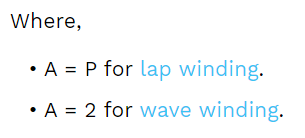 Where,
• A = P for lap winding.
• A = 2 for wave winding.